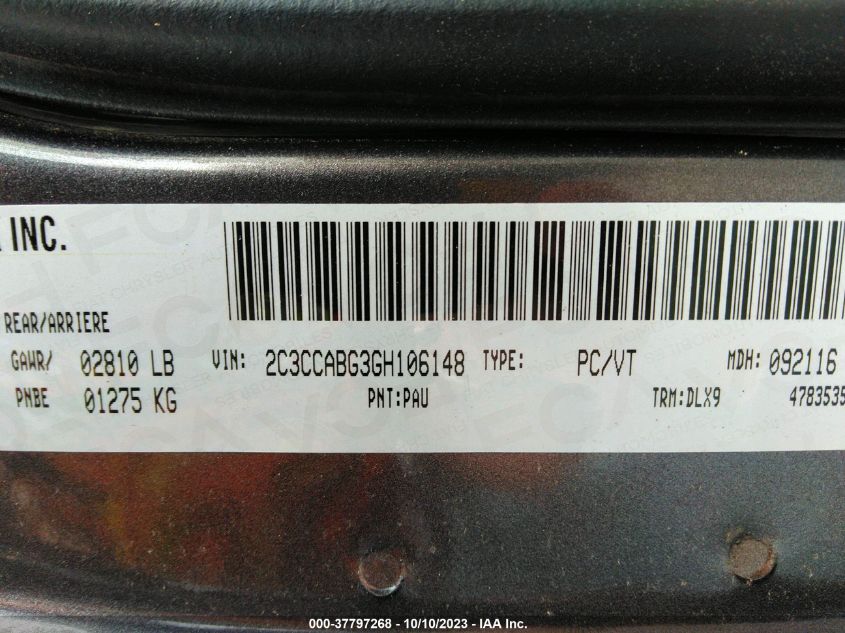 INC.
REAR/ARRIERE
GAWR/ 02810 LB VIN: 2C3CCABG3GH106148 TYPE: PC/VT MDH: 092116
PNBE 01275 KG PNT:PAU TRM:DLX9 4783535
000-37797268 - 10/10/2023 - IAA Inc.